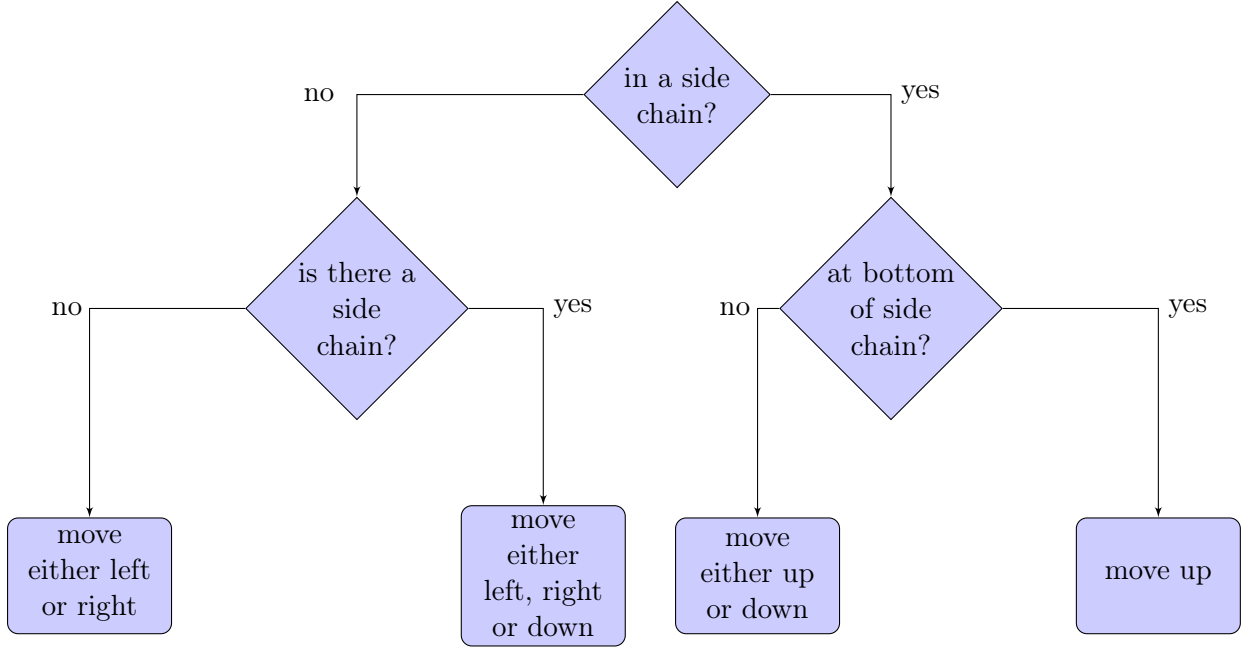 in a side
chain?
no
yes
is there a
side
chain?
no
yes
at bottom
of side
chain?
no
yes
move
either left
or right
move
either
left, right
or down
move
either up
or down
move up